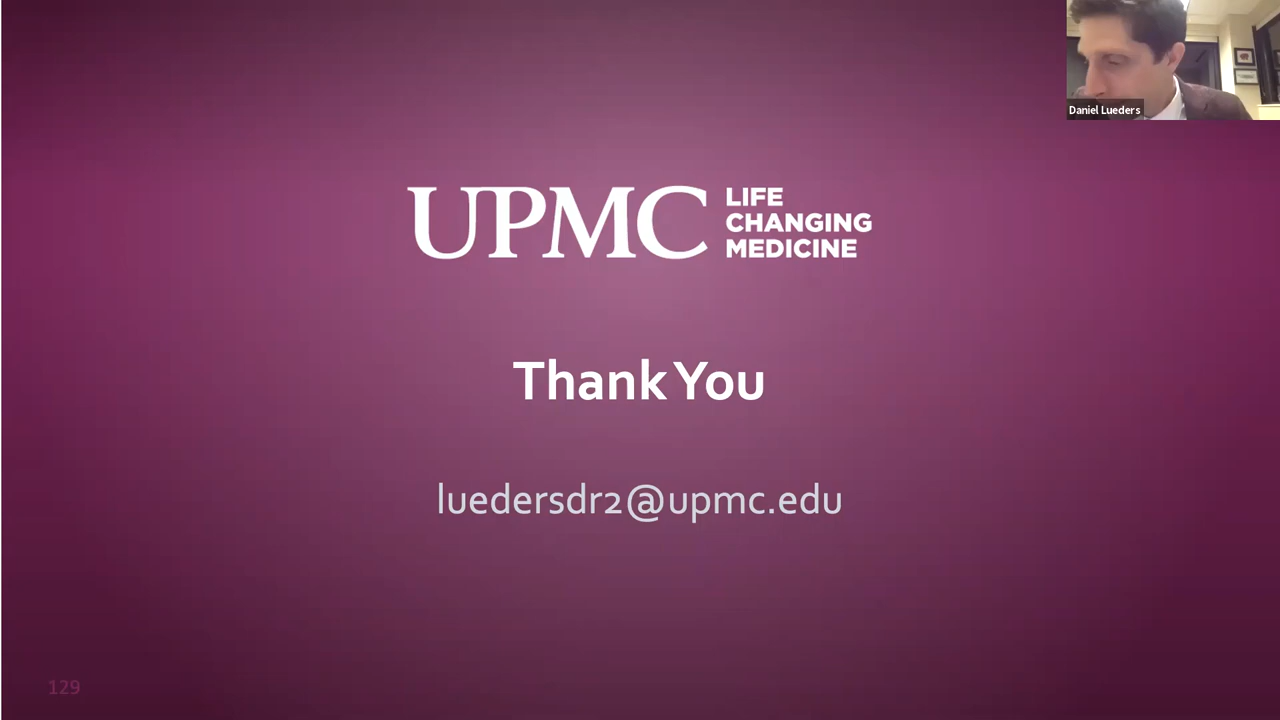 Daniel Lueders
UPMC
LIFE
CHANGING
MEDICINE
Thank You
luedersdr2@upmc.edu
129